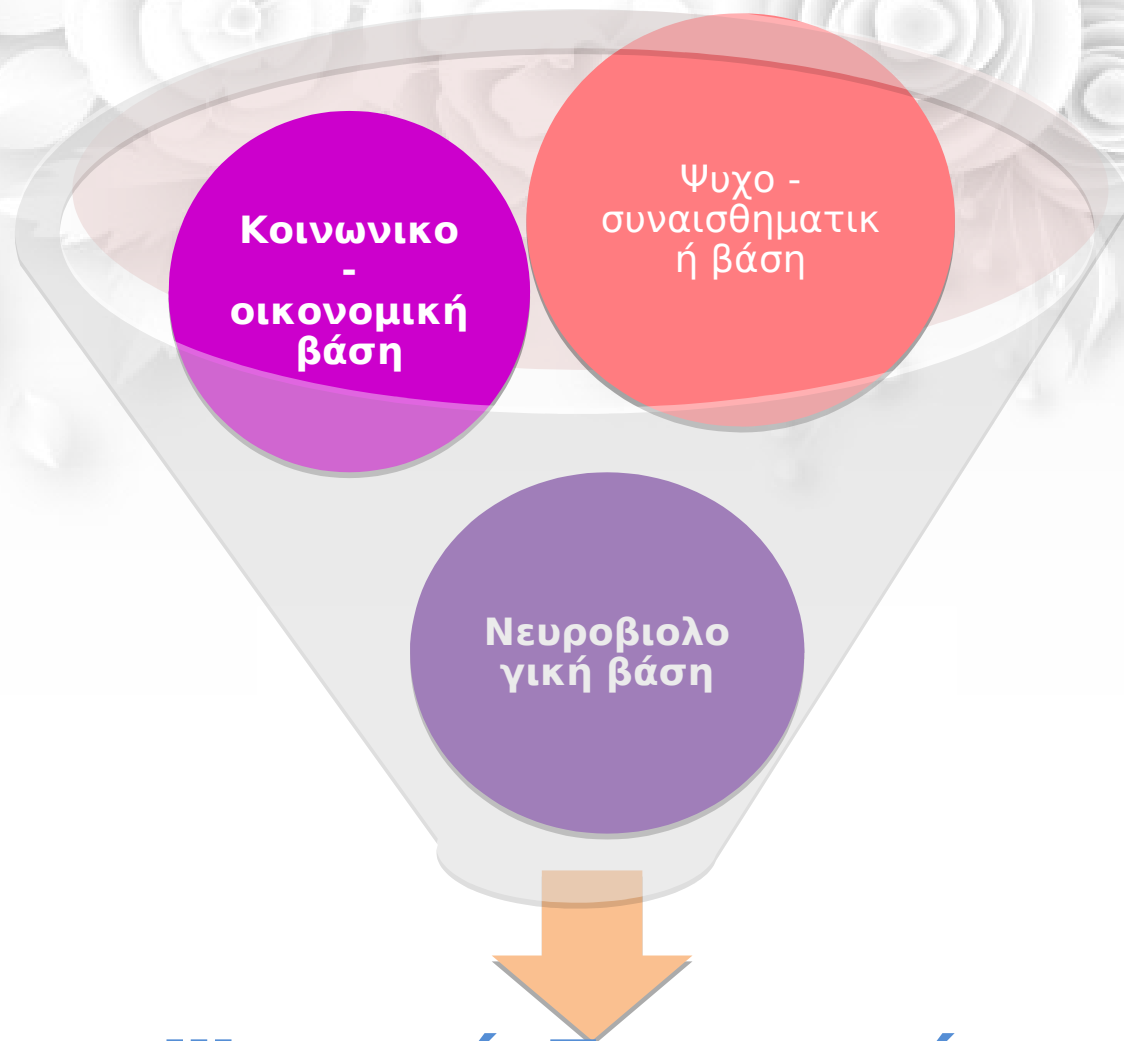 Κοινωνικο
-
οικονομική
βάση
Ψυχο -
συναισθηματικ
ή βάση
Νευροβιολο
γική βάση